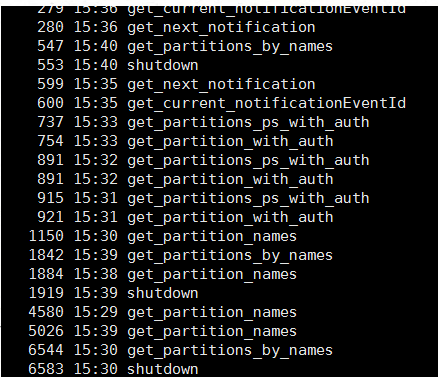 279 15:36 get_current_notificationEventId
280 15:36 get_next_notification
547 15:40 get_partitions_by_names
553 15:40 shutdown
599 15:35 get_next_notification
600 15:35 get_current_notificationEventId
737 15:33 get_partitions_ps_with_auth
754 15:33 get_partition_with_auth
891 15:32 get_partitions_ps_with_auth
891 15:32 get_partition_with_auth
915 15:31 get_partitions_ps_with_auth
921 15:31 get_partition_with_auth
1150 15:30 get_partition_names
1842 15:39 get_partitions_by_names
1884 15:38 get_partition_names
1919 15:39 shutdown
4580 15:29 get_partition_names
5026 15:39 get_partition_names
6544 15:30 get_partitions_by_names
6583 15:30 shutdown